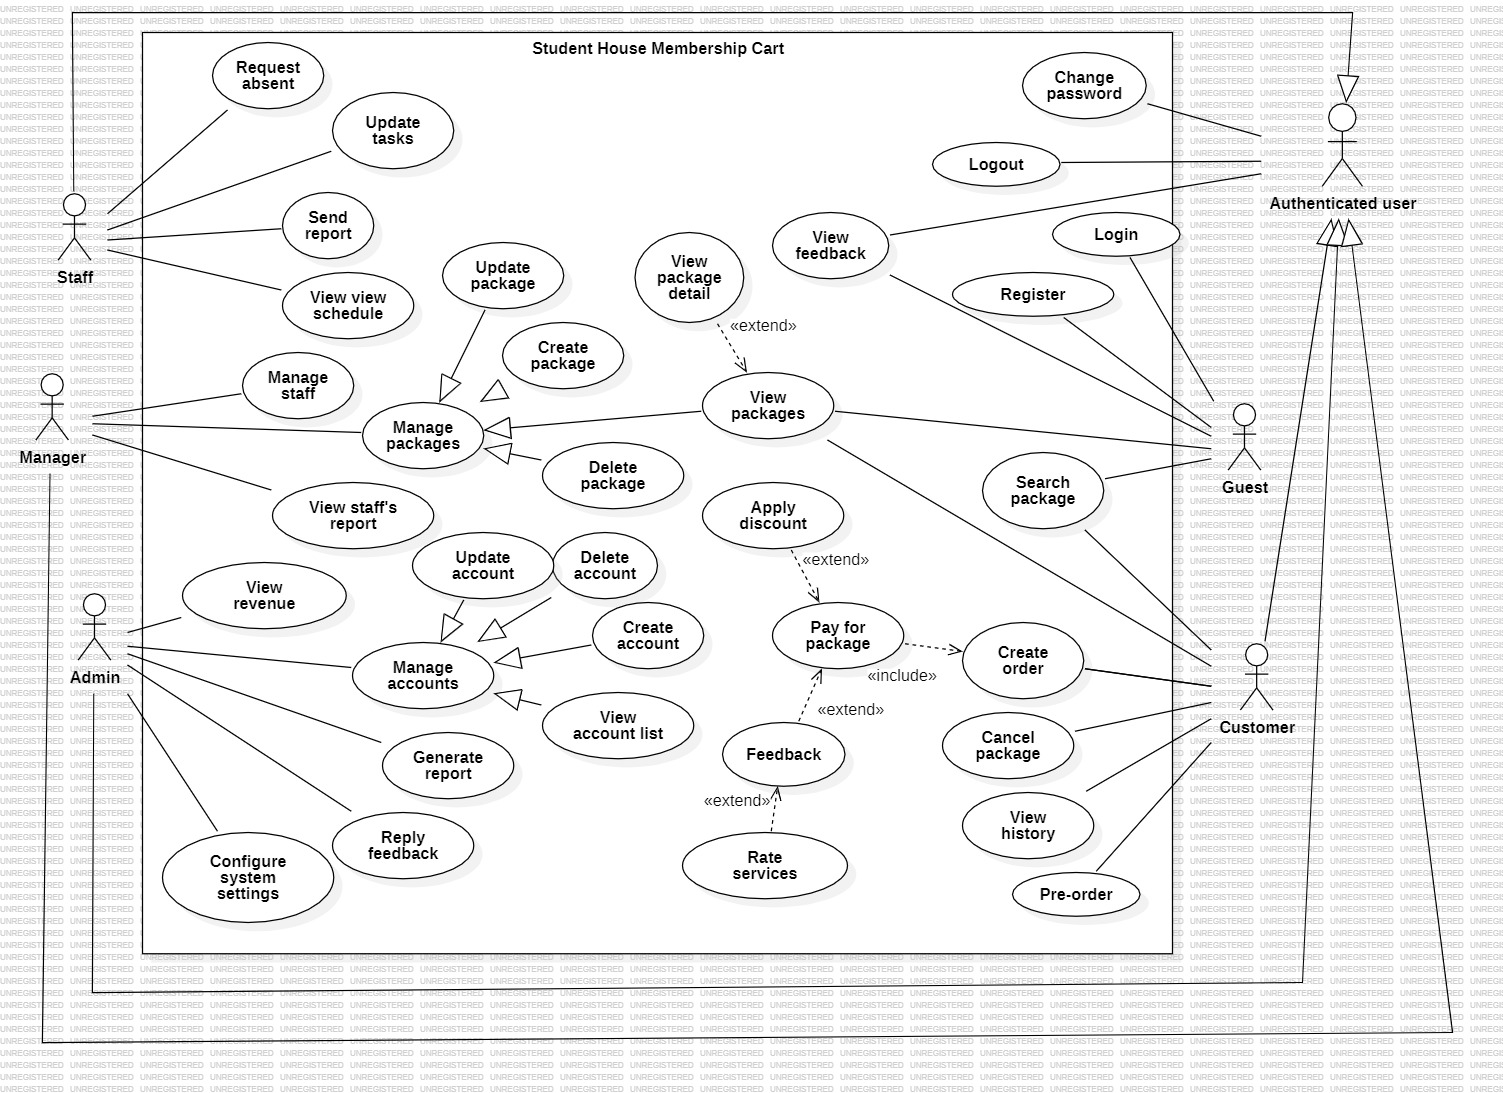 Student House Membership Cart
Request
absent
Update
tasks
Send
report
View view
schedule
Staff
Manage
staff
Manager
Manage
packages
View staff's
report
Update
package
Create
package
Delete
package
View
package
detail
«extend»
View
packages
View
feedback
Change
password
Logout
Login
Register
Authenticated user
Guest
Search
package
Apply
discount
«extend»
Pay for
package
«include»
Create
order
«extend»
Feedback
«extend»
Rate
services
Cancel
package
View
history
Pre-order
Customer
Update
account
Delete
account
Create
account
View
account list
Manage
accounts
View
revenue
Admin
Generate
report
Reply
feedback
Configure
system
settings
UNREGISTERED